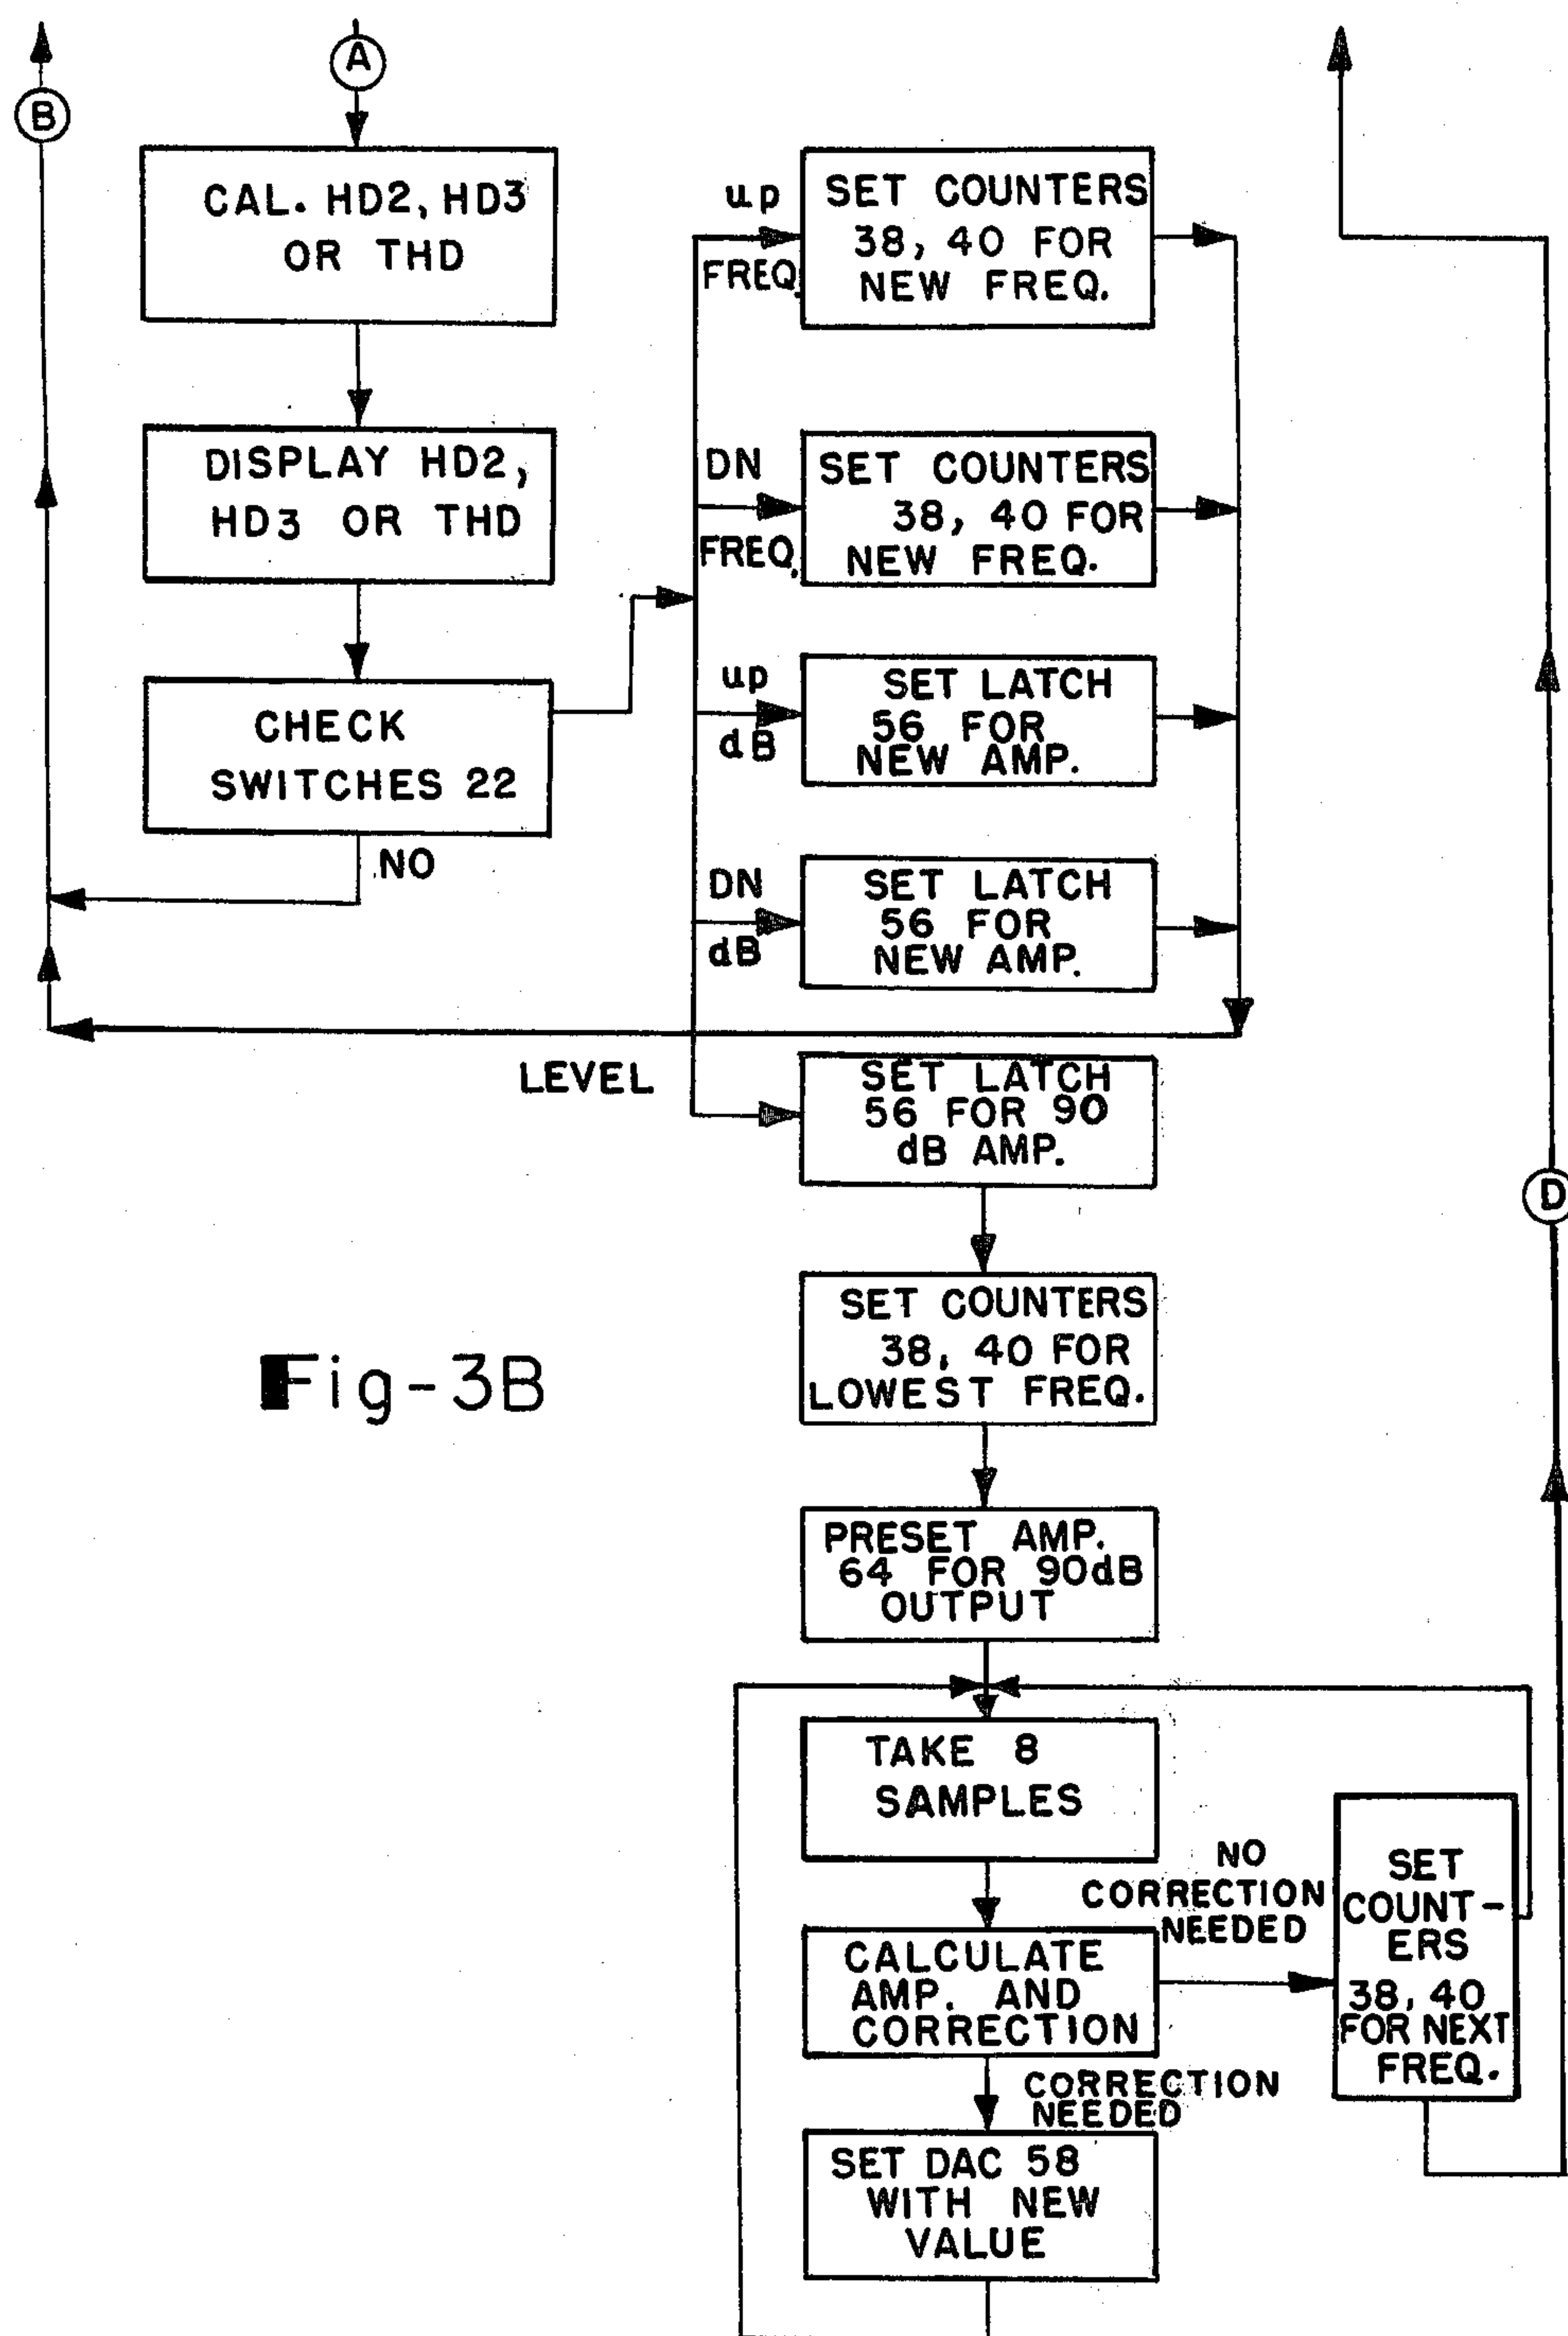 B
A
CAL. HD2, HD3
OR THD
DISPLAY HD2,
HD3 OR THD
CHECK
SWITCHES 22
NO
up
FREQ.
SET COUNTERS
38, 40 FOR
NEW FREQ.
DN
FREQ.
SET COUNTERS
38, 40 FOR
NEW FREQ.
up
dB
SET LATCH
56 FOR
NEW AMP.
DN
dB
SET LATCH
56 FOR
NEW AMP.
LEVEL
SET LATCH
56 FOR 90
dB AMP.
D
SET COUNTERS
38, 40 FOR
LOWEST FREQ.
Fig-3B
PRESET AMP.
64 FOR 90dB
OUTPUT
TAKE 8
SAMPLES
CALCULATE
AMP. AND
CORRECTION
NO
CORRECTION
NEEDED
SET
COUNT-
ERS
38, 40
FOR NEXT
FREQ.
CORRECTION
NEEDED
SET DAC 58
WITH NEW
VALUE